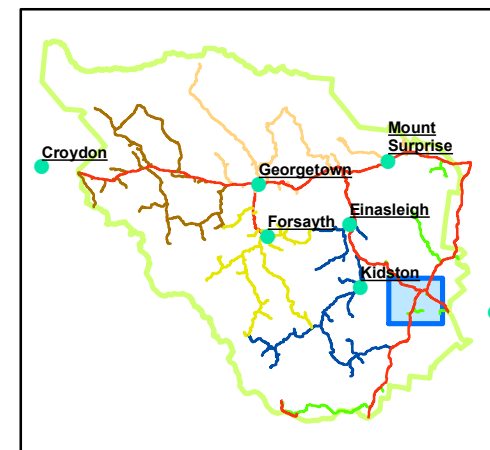 Mount
Surprise
Croydon
Georgetown
Einasleigh
Forsayth
Kidston